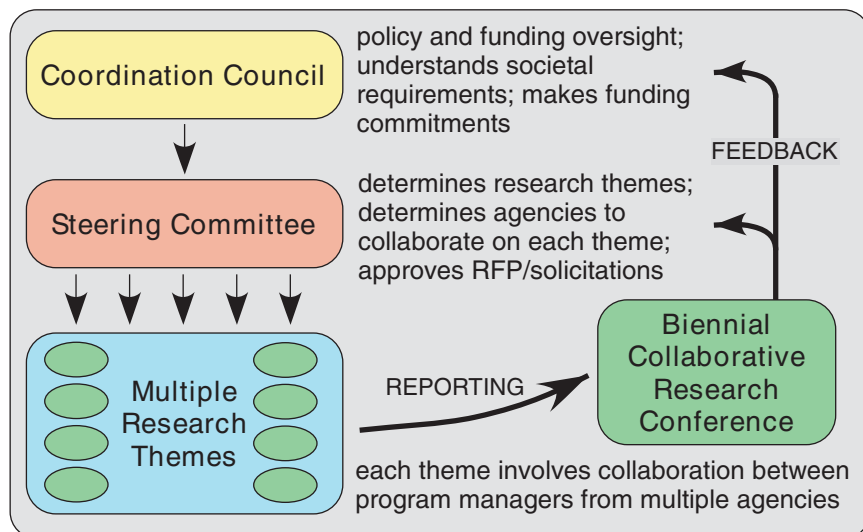 Coordination Council
policy and funding oversight;
understands societal
requirements; makes funding
commitments
FEEDBACK
Steering Committee
determines research themes;
determines agencies to
collaborate on each theme;
approves RFP/solicitations
Multiple
Research
Themes
REPORTING
Biennial
Collaborative
Research
Conference
each theme involves collaboration between
program managers from multiple agencies